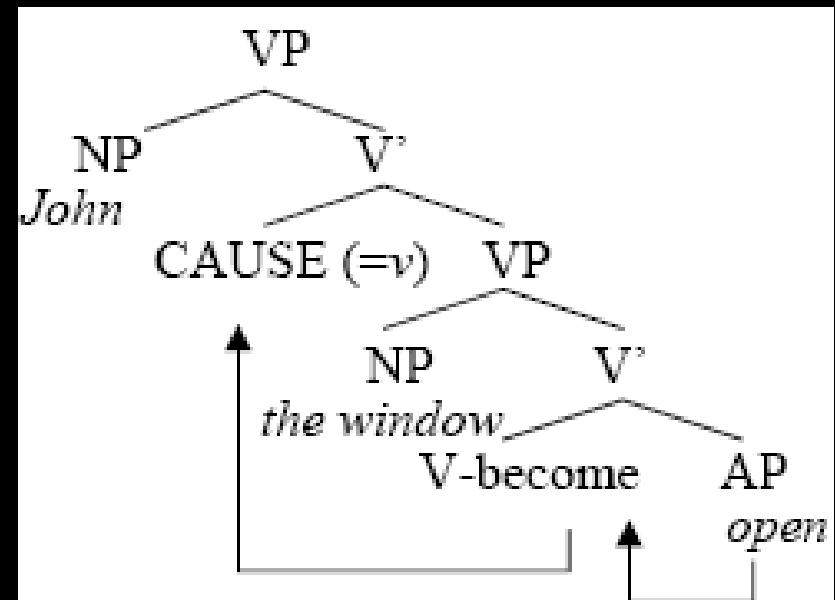 VP
NP V’
John
CAUSE (=v) VP
NP V’
the window
V-become AP
open